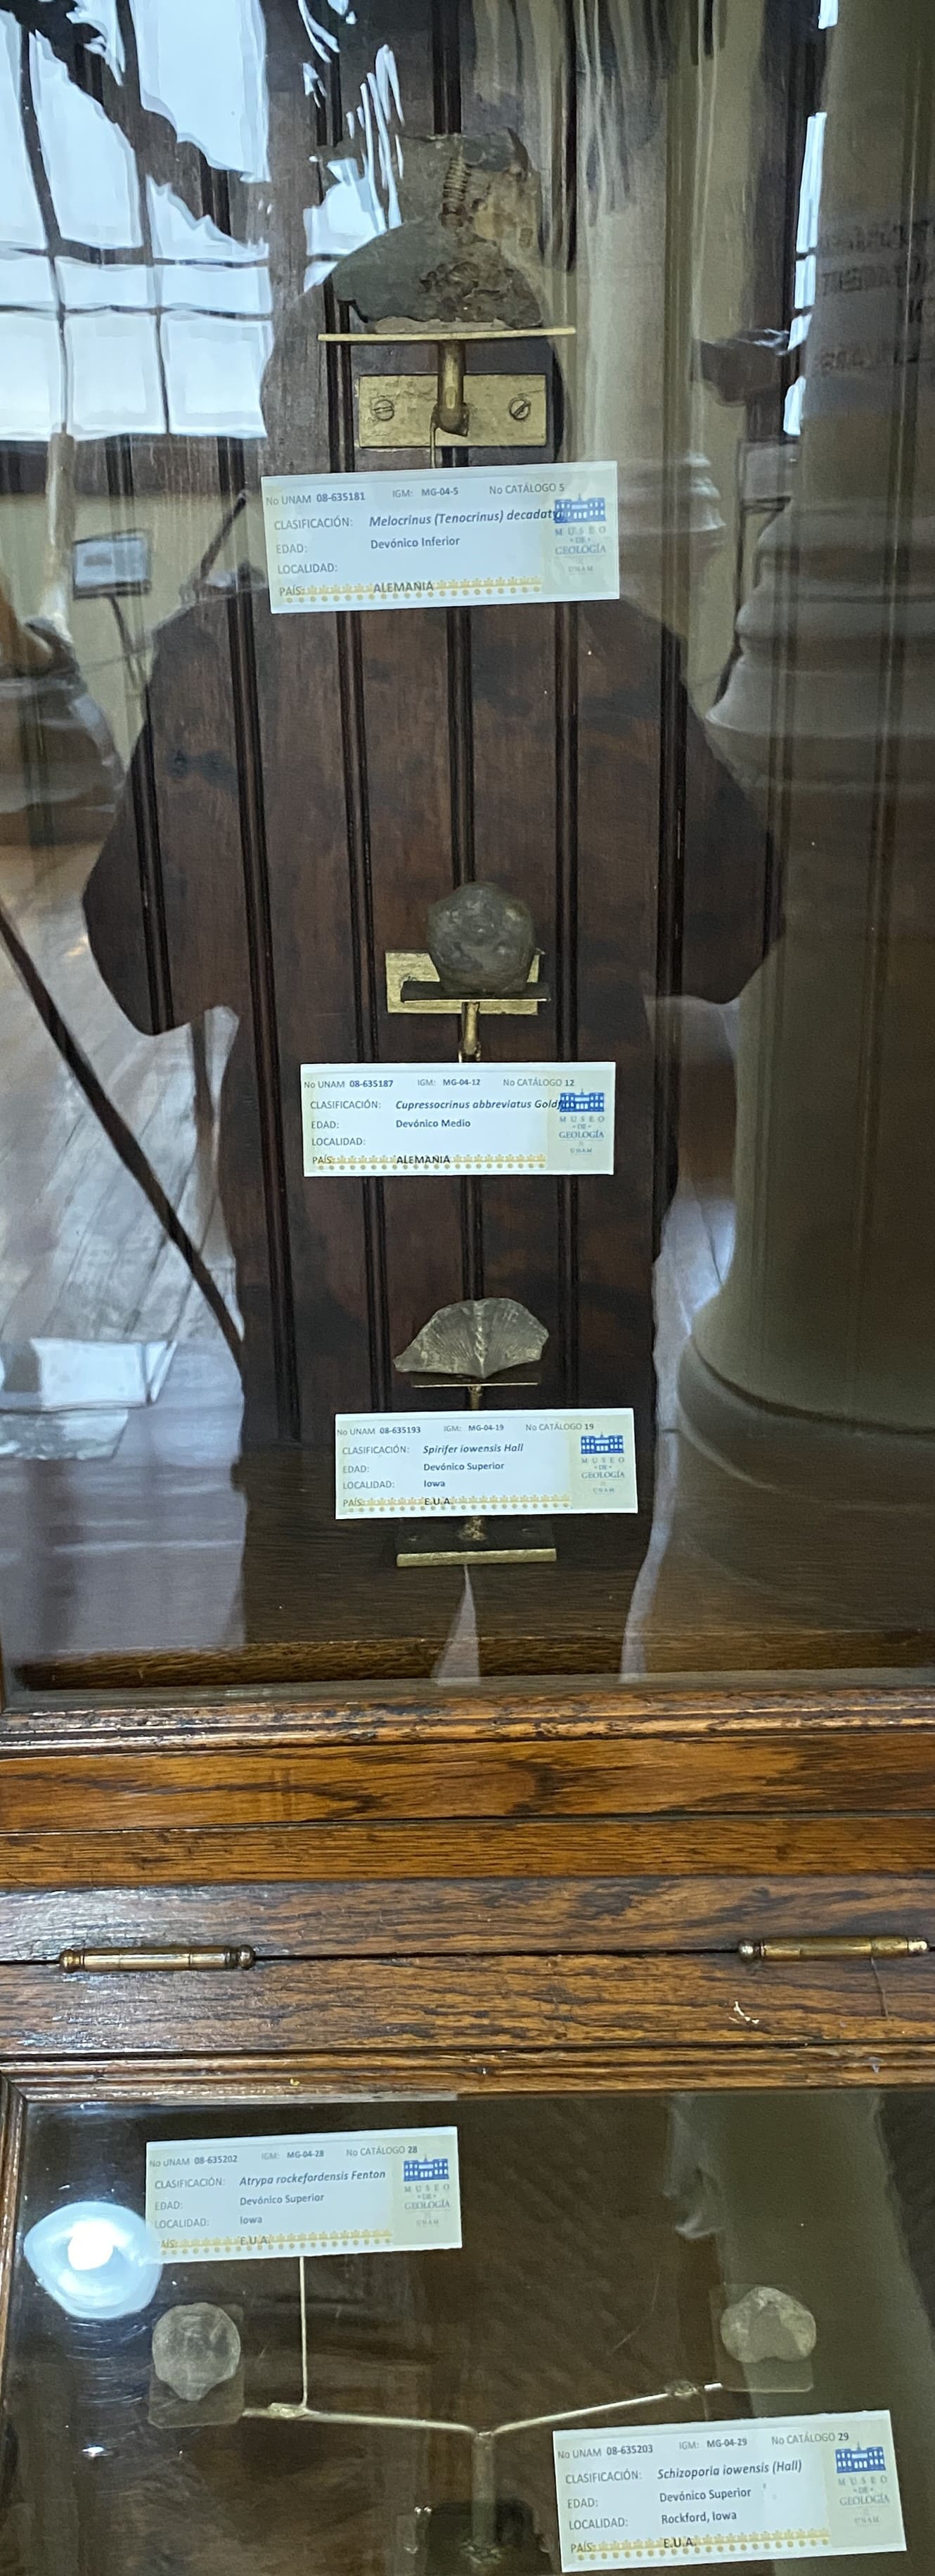 No UNAM 08-635181 IGM: MG-04-5 No CATÁLOGO 5
CLASIFICACIÓN: Melocrinus (Tenocrinus)
EDAD: Devónico Inferior
LOCALIDAD:
PAÍS: ALEMANIA
MUSEO
DE
GEOLOGÍA
UNAM
No UNAM 08-635187 IGM: MG-04-12 No CATÁLOGO 12
CLASIFICACIÓN: Cupressocrinus abbreviatus
EDAD: Devónico Medio
LOCALIDAD:
PAÍS: ALEMANIA
MUSEO
DE
GEOLOGÍA
UNAM
No UNAM 08-635193 IGM: MG-04-19 No CATÁLOGO 19
CLASIFICACIÓN: Spirifer iowensis Hall
EDAD: Devónico Superior
LOCALIDAD: Iowa
PAÍS: E.U.A.
MUSEO
DE
GEOLOGÍA
UNAM
No UNAM 08-635202 IGM: MG-04-28 No CATÁLOGO 28
CLASIFICACIÓN: Atrypa rockefordensis Fenton
EDAD: Devónico Superior
LOCALIDAD: Iowa
PAÍS: E.U.A.
MUSEO
DE
GEOLOGÍA
UNAM
No UNAM 08-635203 IGM: MG-04-29 No CATÁLOGO 29
CLASIFICACIÓN: Schizoporia iowensis (Hall)
EDAD: Devónico Superior
LOCALIDAD: Rockford, Iowa
PAÍS: E.U.A.
MUSEO
DE
GEOLOGÍA
UNAM